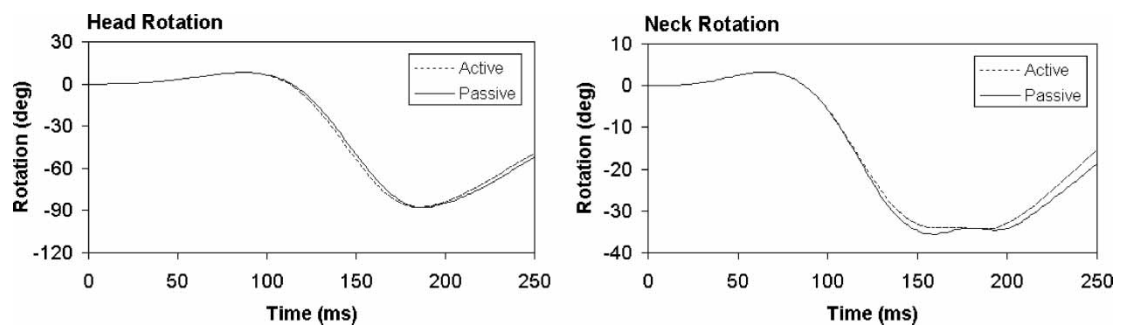 Head Rotation
30
0
-30
-60
-90
-120
Rotation (deg)
Active
Passive
0 50 100 150 200 250
Time (ms)
Neck Rotation
10
0
-10
-20
-30
-40
Rotation (deg)
Active
Passive
0 50 100 150 200 250
Time (ms)